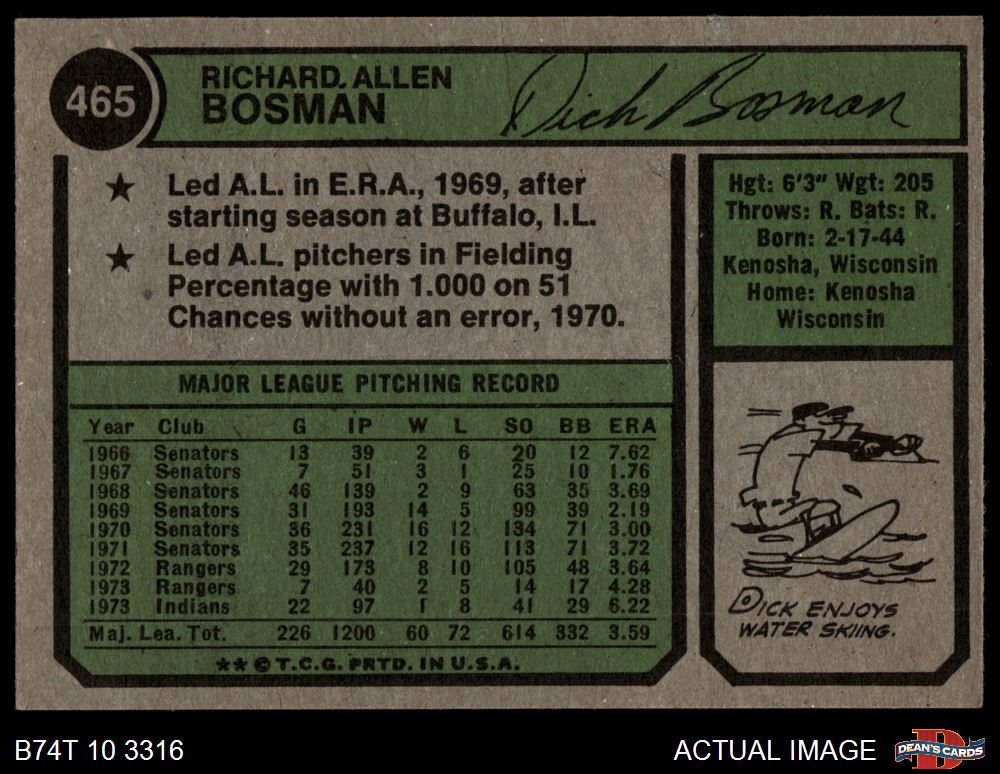 465
RICHARD ALLEN
BOSMAN
Dick Bosman
★ Led A.L. in E.R.A., 1969, after
starting season at Buffalo, I.L.
★ Led A.L. pitchers in Fielding
Percentage with 1.000 on 51
Chances without an error, 1970.
Hgt: 6'3" Wgt: 205
Throws: R. Bats: R.
Born: 2-17-44
Kenosha, Wisconsin
Home: Kenosha
Wisconsin
MAJOR LEAGUE PITCHING RECORD
Year Club G IP W L SO BB ERA
1966 Senators 13 39 2 6 20 12 7.62
1967 Senators 7 51 3 1 25 10 1.76
1968 Senators 46 139 2 9 63 35 3.69
1969 Senators 31 193 14 5 99 39 2.19
1970 Senators 36 231 16 12 134 71 3.00
1971 Senators 35 237 12 16 113 71 3.72
1972 Rangers 29 173 8 10 105 48 3.64
1973 Rangers 7 40 2 5 14 17 4.28
1973 Indians 22 97 1 8 41 29 6.22
Maj. Lea. Tot. 226 1200 60 72 614 332 3.59
★★©T.C.G. PRTD. IN U.S.A.
DICK ENJOYS
WATER SKIING.
B74T 10 3316
ACTUAL IMAGE
D
DEAN'S CARDS